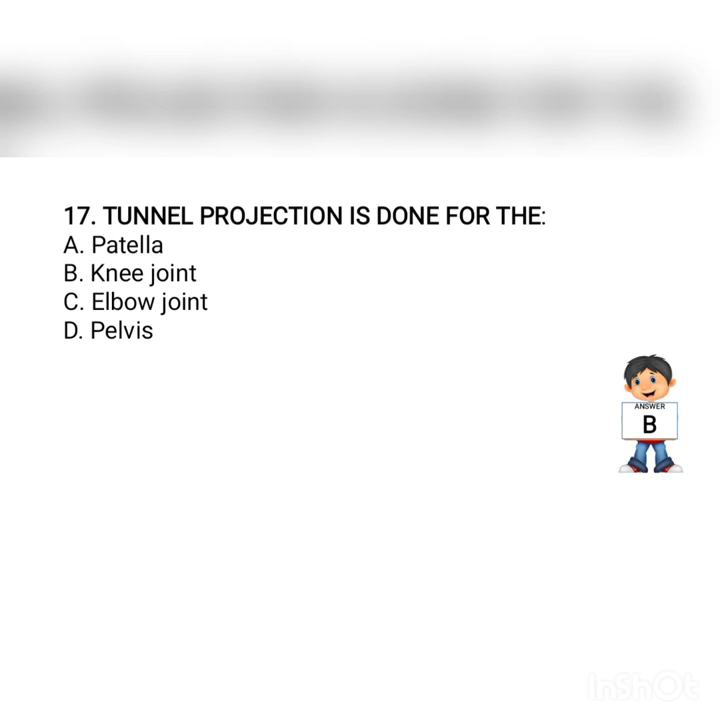 17. TUNNEL PROJECTION IS DONE FOR THE:
A. Patella
B. Knee joint
C. Elbow joint
D. Pelvis
ANSWER
B
InShOt